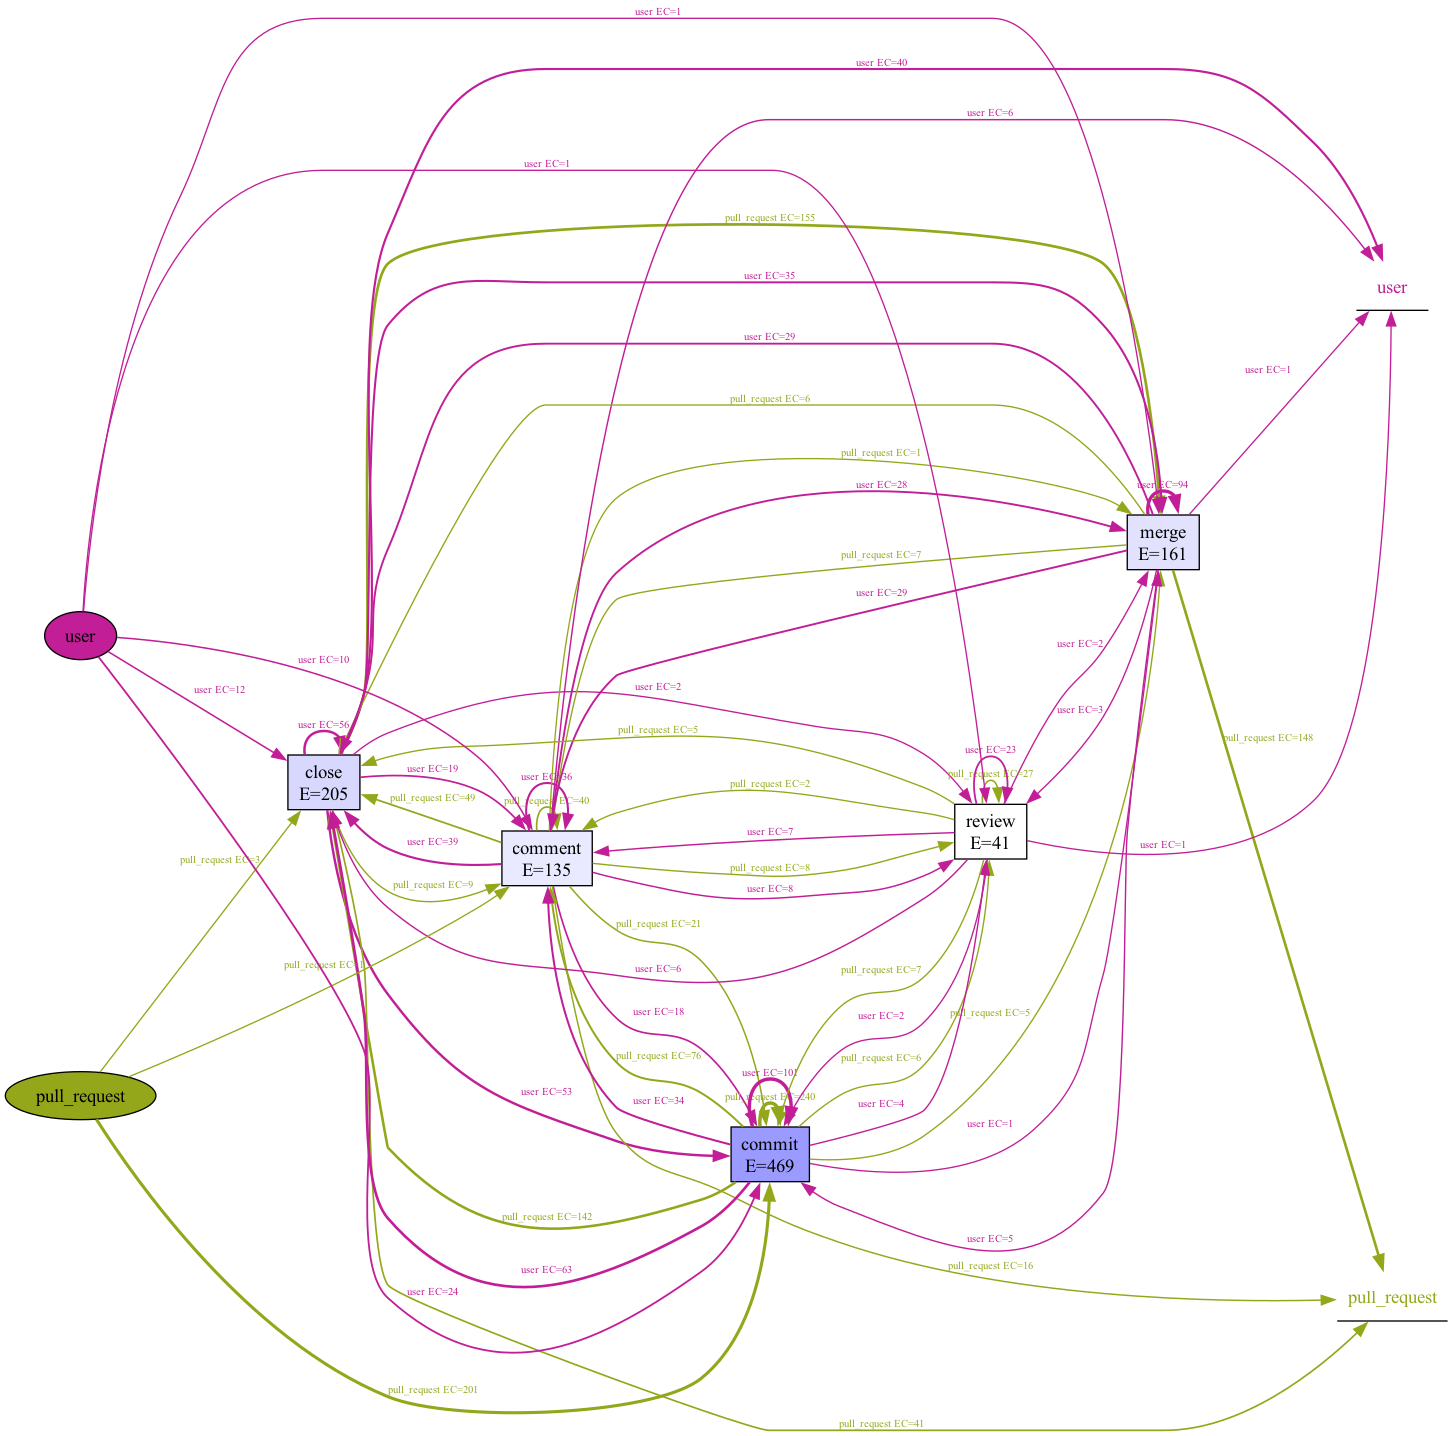 user EC=1
user EC=40
user EC=6
user EC=1
pull_request EC=155
user EC=35
user
user EC=29
user EC=1
pull_request EC=6
pull_request EC=1
user EC=28
user EC=94
merge
E=161
pull_request EC=7
user EC=29
user
user EC=10
user EC=2
user EC=12
user EC=2
user EC=3
user EC=56
pull_request EC=5
pull_request EC=148
user EC=23
close
E=205
user EC=19
user EC=36
pull_request EC=27
pull_request EC=2
pull_request EC=49
pull_request EC=40
review
E=41
user EC=7
user EC=39
comment
E=135
user EC=1
pull_request EC=3
pull_request EC=8
pull_request EC=9
user EC=8
pull_request EC=21
pull_request EC=1
user EC=6
pull_request EC=7
user EC=18
user EC=2
pull_request EC=5
pull_request EC=76
pull_request EC=6
user EC=101
pull_request
user EC=53
user EC=34
pull_request EC=240
user EC=4
user EC=1
commit
E=469
pull_request EC=142
user EC=5
user EC=63
pull_request EC=16
user EC=24
pull_request
pull_request EC=201
pull_request EC=41